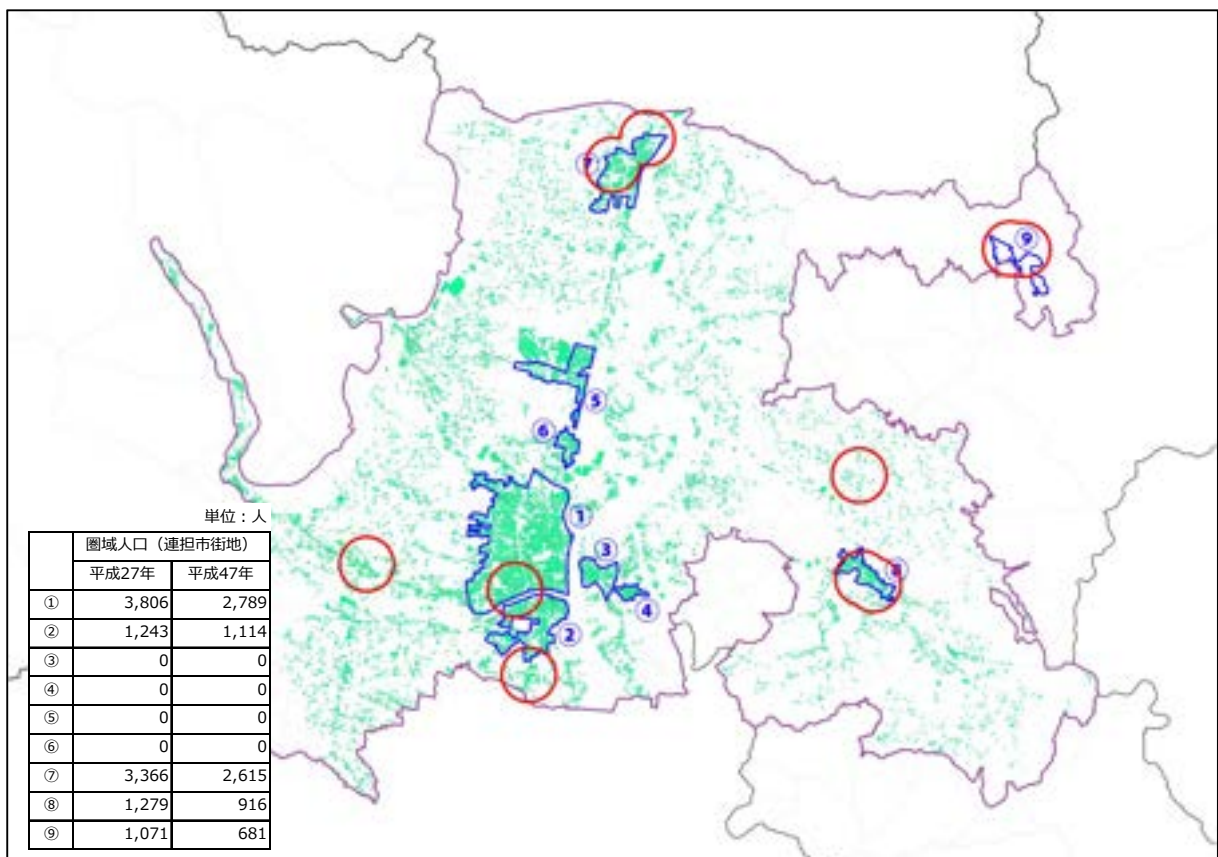 ⑦
⑨
⑤
⑥
①
③
④
②
⑧
単位：人
圏域人口（連担市街地）
平成27年 平成47年
① 3,806 2,789
② 1,243 1,114
③ 0 0
④ 0 0
⑤ 0 0
⑥ 0 0
⑦ 3,366 2,615
⑧ 1,279 916
⑨ 1,071 681